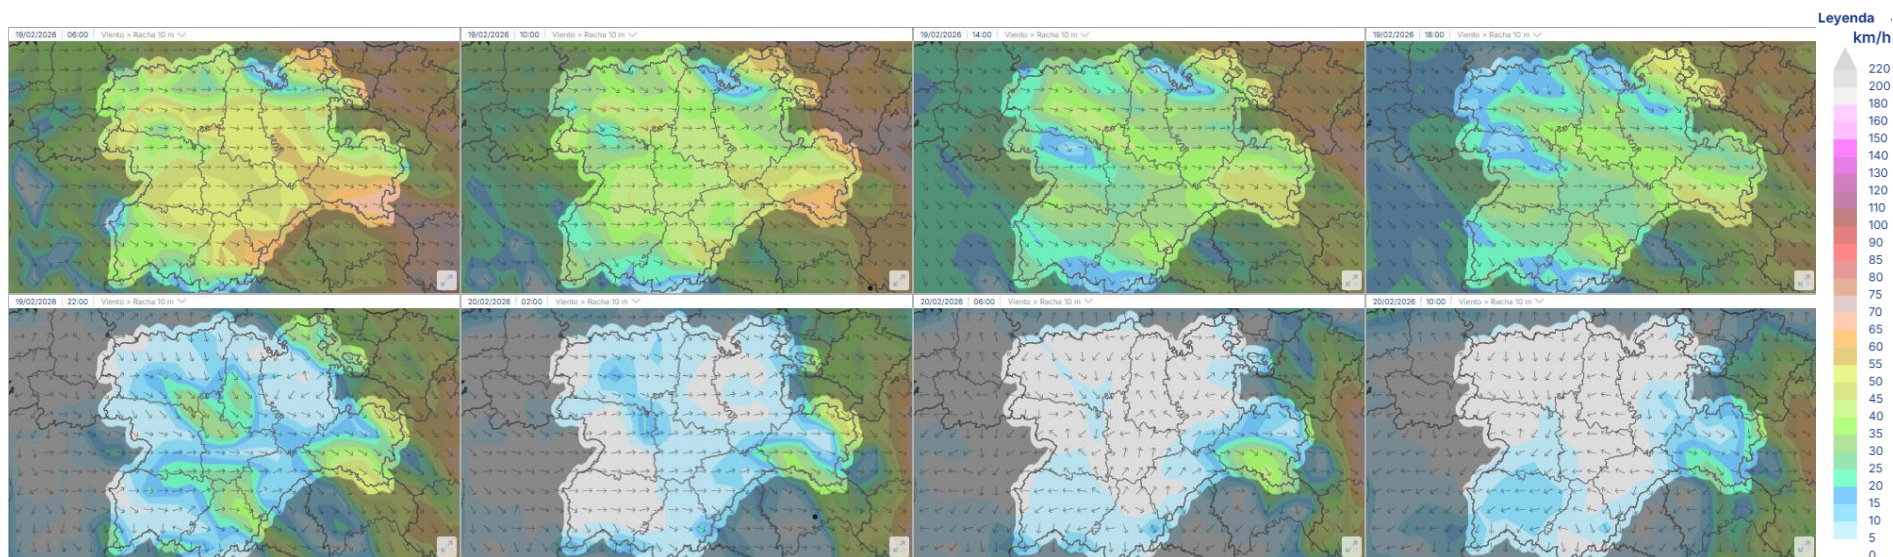 Leyenda
km/h
19/02/2026 06:00 Viento > Racha 10 m
19/02/2026 10:00 Viento > Racha 10 m
19/02/2026 14:00 Viento > Racha 10 m
19/02/2026 18:00 Viento > Racha 10 m
19/02/2026 22:00 Viento > Racha 10 m
20/02/2026 02:00 Viento > Racha 10 m
20/02/2026 06:00 Viento > Racha 10 m
20/02/2026 10:00 Viento > Racha 10 m
220
200
180
160
150
140
130
120
110
100
90
85
80
75
70
65
60
55
50
45
40
35
30
25
20
15
10
5
0